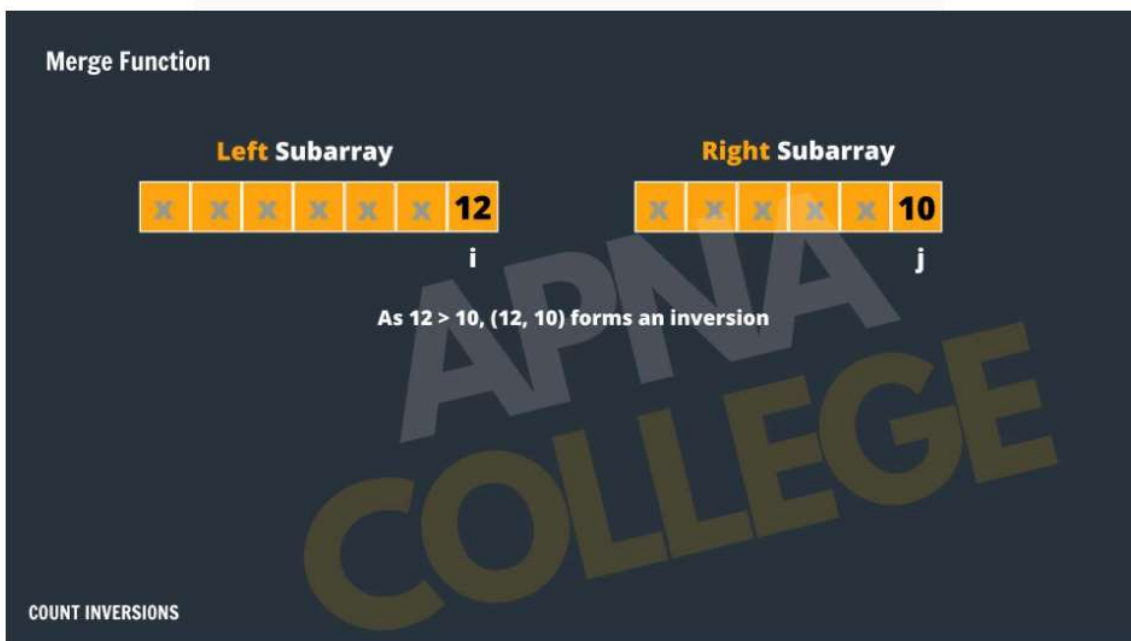 Merge Function
Left Subarray
Right Subarray
x x x x x x 12
x x x x x 10
i
j
As 12 > 10, (12, 10) forms an inversion
APNA
COLLEGE
COUNT INVERSIONS